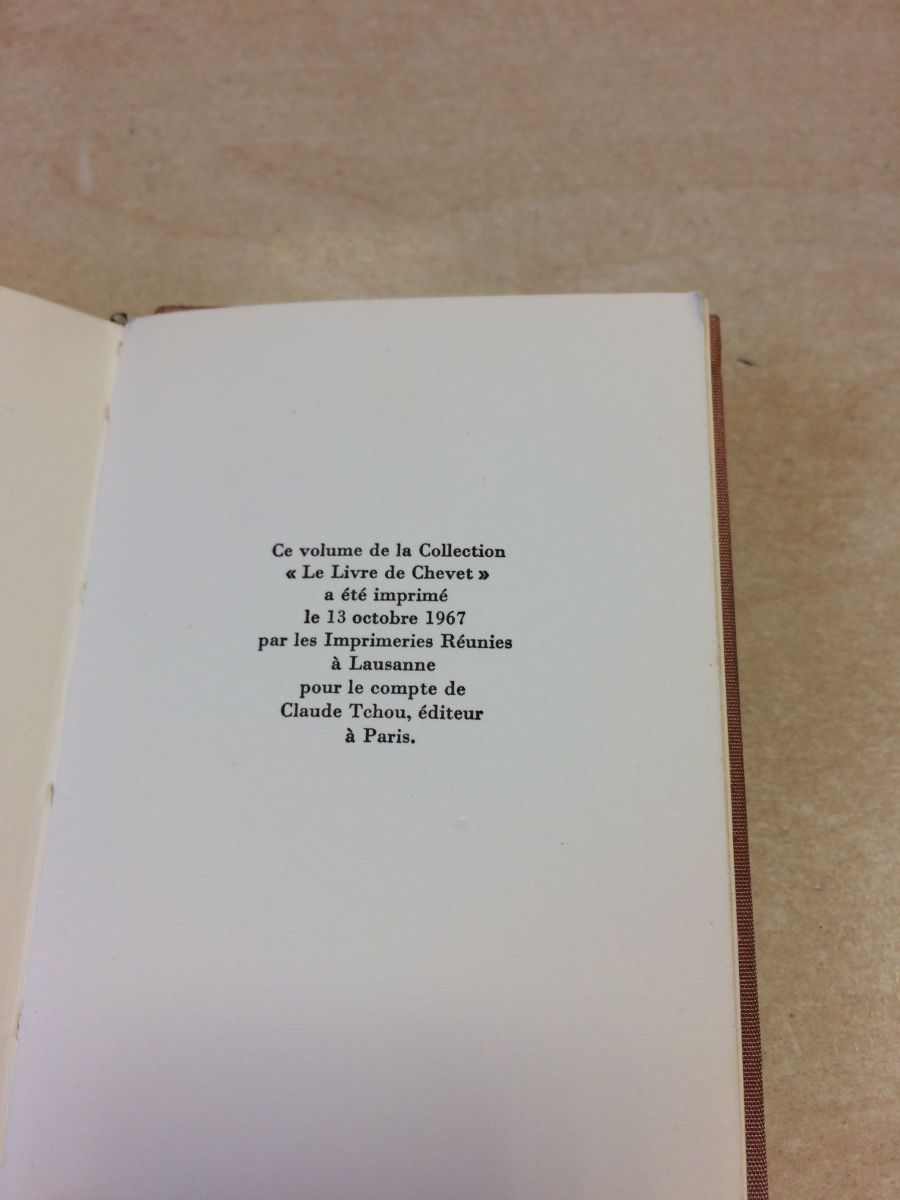 Ce volume de la Collection
« Le Livre de Chevet »
a été imprimé
le 13 octobre 1967
par les Imprimeries Réunies
à Lausanne
pour le compte de
Claude Tchou, éditeur
à Paris.